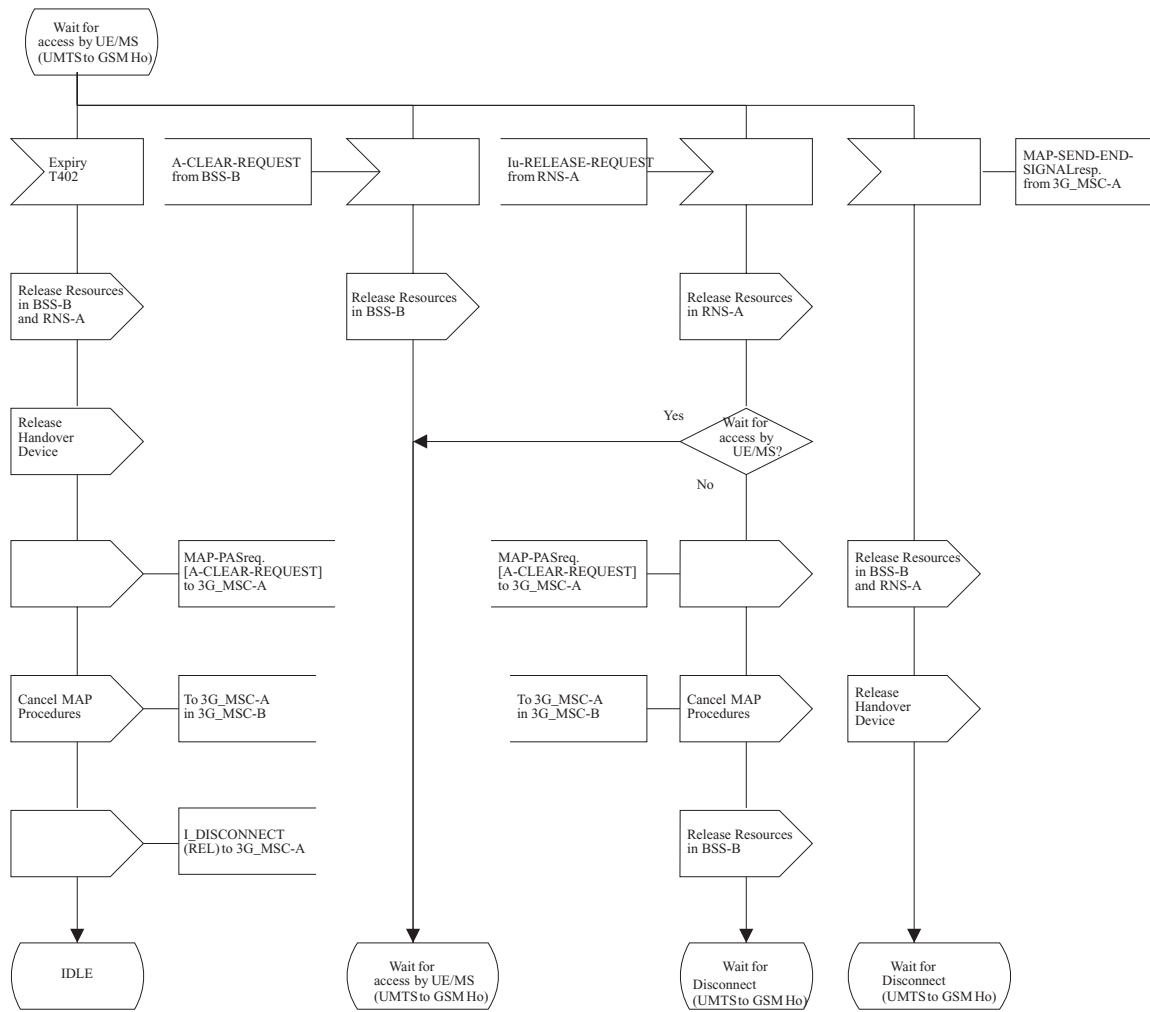 Wait for
access by UE/MS
(UMTS to GSM Ho)
Expiry
T402
A-CLEAR-REQUEST
from BSS-B
Iu-RELEASE-REQUEST
from RNS-A
MAP-SEND-END-
SIGNALresp.
from 3G_MSC-A
Release Resources
in BSS-B
and RNS-A
Release Resources
in BSS-B
Release Resources
in RNS-A
Release
Handover
Device
Yes
Wait for
access by
UE/MS?
No
MAP-PASreq.
[A-CLEAR-REQUEST]
to 3G_MSC-A
MAP-PASreq.
[A-CLEAR-REQUEST]
to 3G_MSC-A
Release Resources
in BSS-B
and RNS-A
Cancel MAP
Procedures
To 3G_MSC-A
in 3G_MSC-B
To 3G_MSC-A
in 3G_MSC-B
Cancel MAP
Procedures
Release
Handover
Device
I_DISCONNECT
(REL) to 3G_MSC-A
Release Resources
in BSS-B
IDLE
Wait for
access by UE/MS
(UMTS to GSM Ho)
Wait for
Disconnect
(UMTS to GSM Ho)
Wait for
Disconnect
(UMTS to GSM Ho)